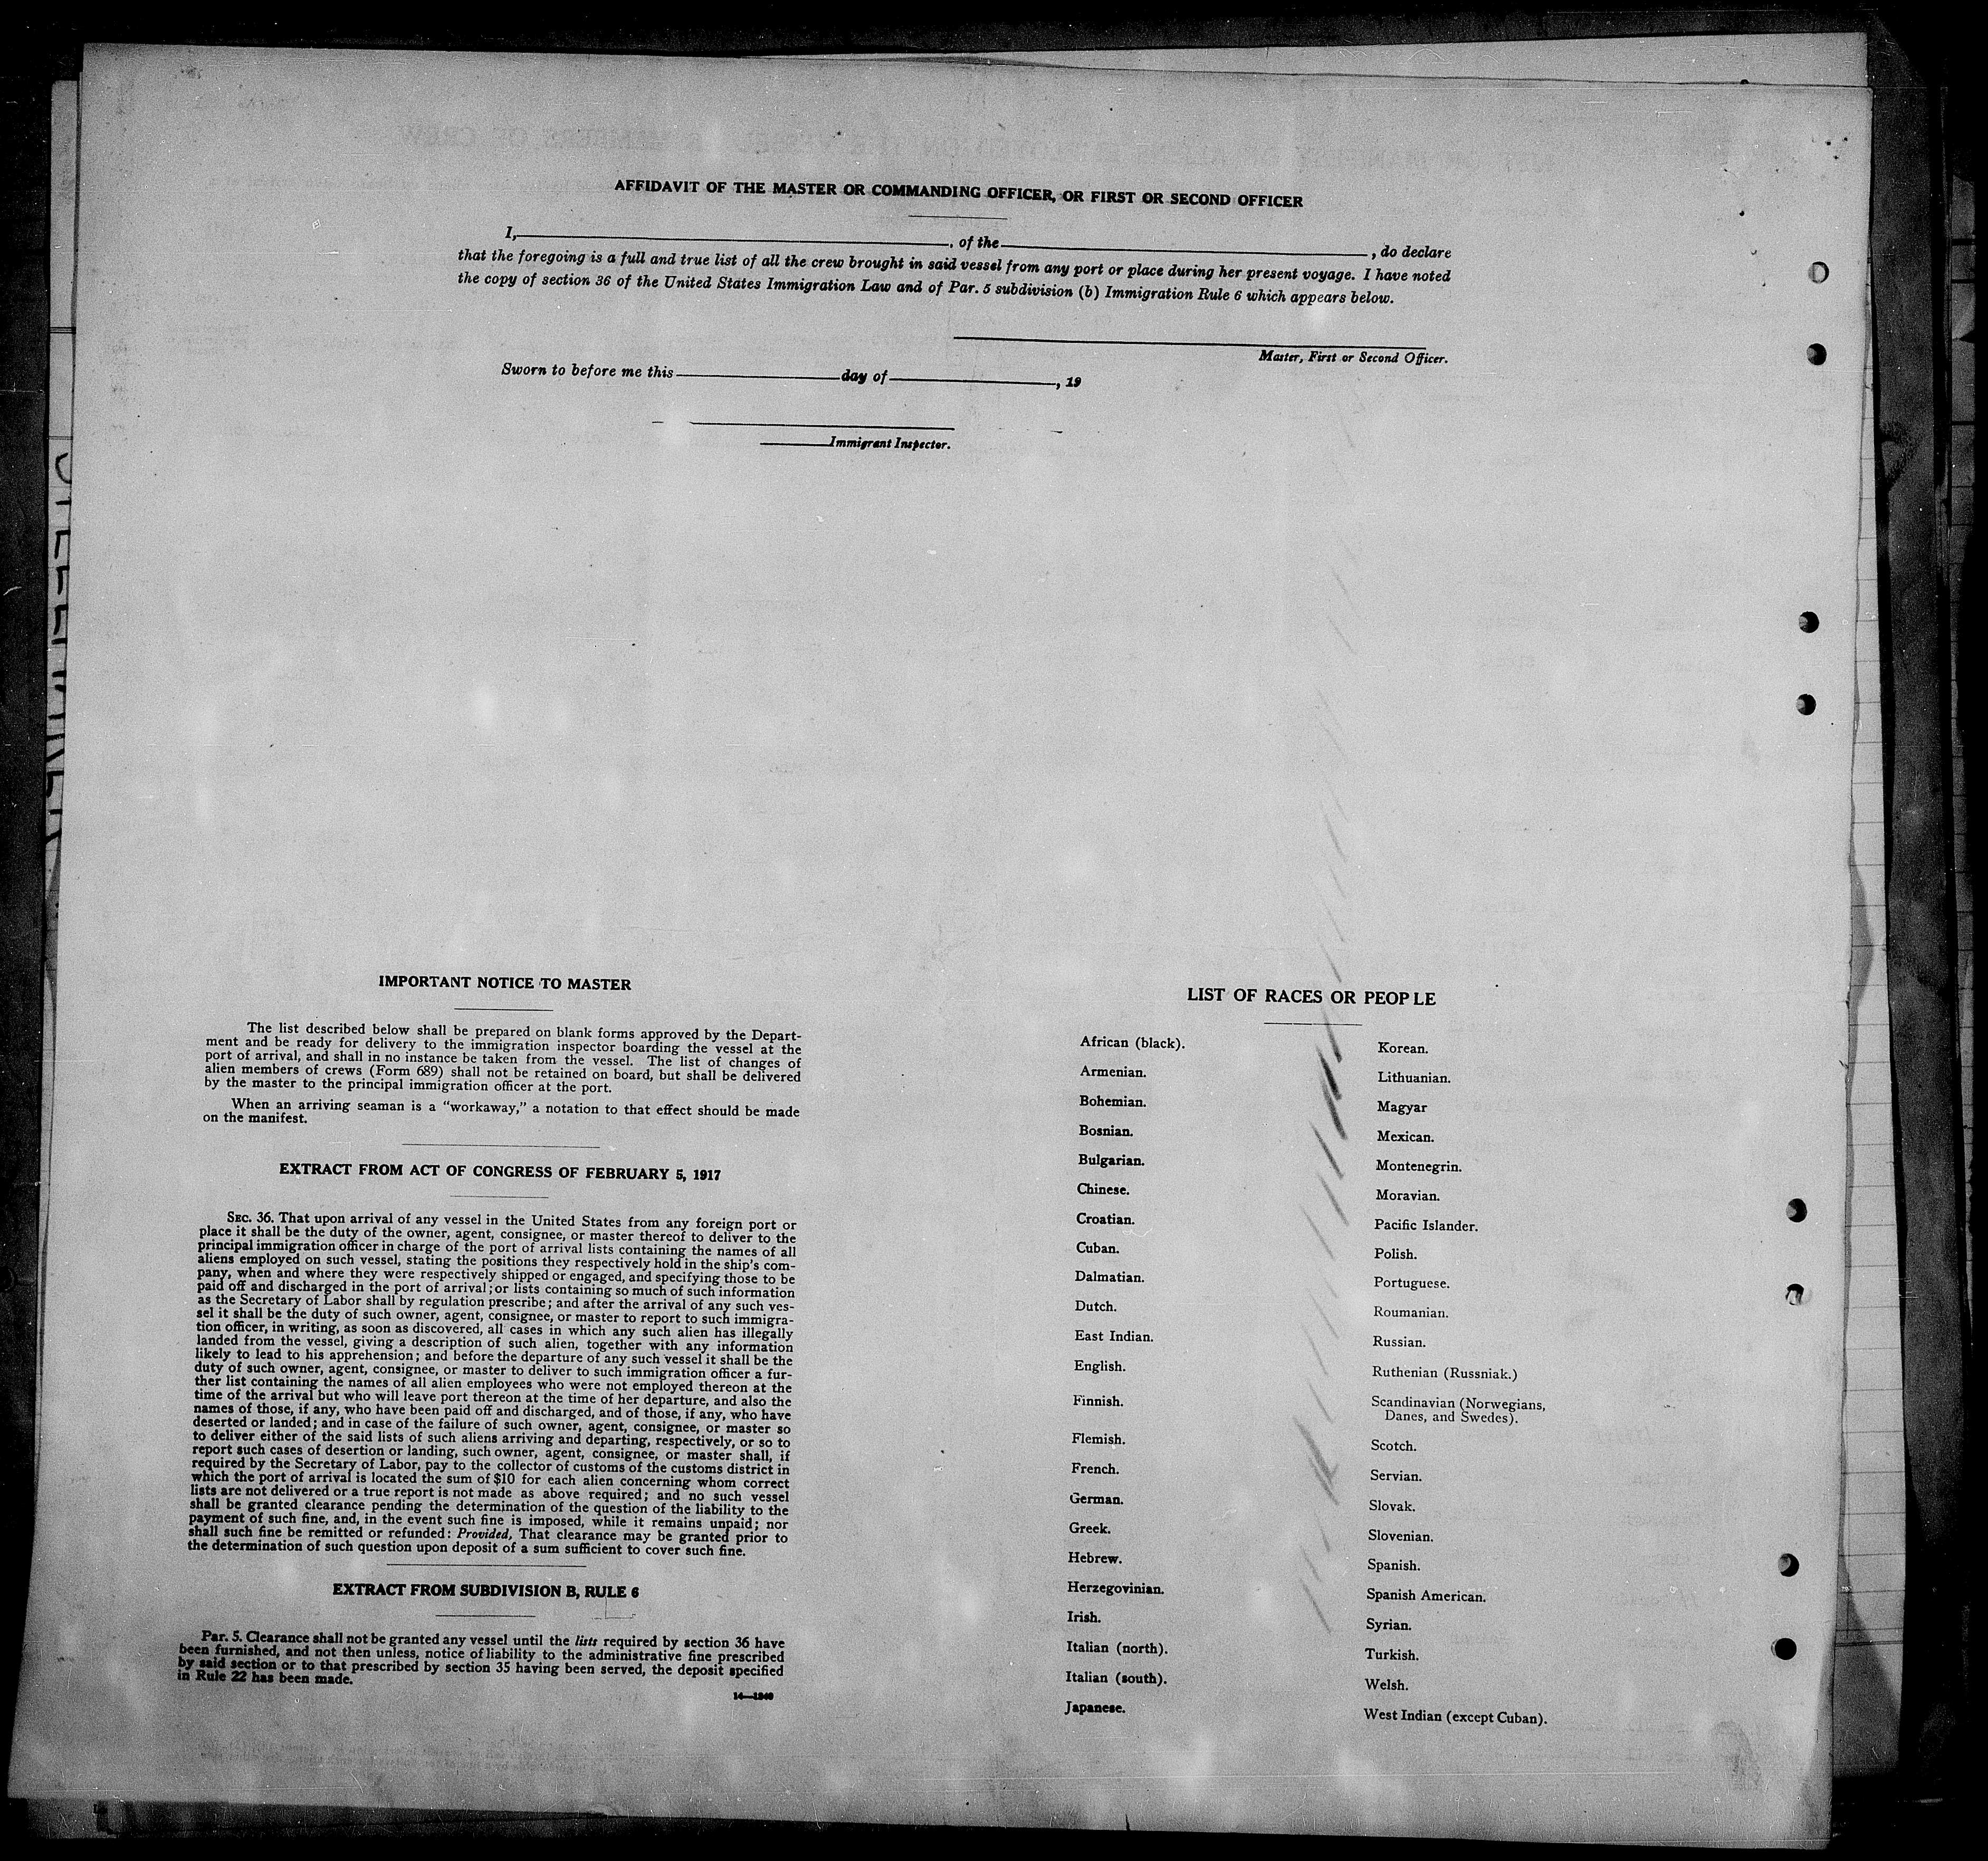 AFFIDAVIT OF THE MASTER OR COMMANDING OFFICER, OR FIRST OR SECOND OFFICER
I, , of the , do declare
that the foregoing is a full and true list of all the crew brought in said vessel from any port or place during her present voyage. I have noted
the copy of section 36 of the United States Immigration Law and of Par. 5 subdivision (b) Immigration Rule 6 which appears below.
Master, First or Second Officer.
Sworn to before me this day of , 19
Immigrant Inspector.
IMPORTANT NOTICE TO MASTER
The list described below shall be prepared on blank forms approved by the Depart-
ment and be ready for delivery to the immigration inspector boarding the vessel at the
port of arrival, and shall in no instance be taken from the vessel. The list of changes of
alien members of crews (Form 689) shall not be retained on board, but shall be delivered
by the master to the principal immigration officer at the port.
When an arriving seaman is a "workaway," a notation to that effect should be made
on the manifest.
EXTRACT FROM ACT OF CONGRESS OF FEBRUARY 5, 1917
SEC. 36. That upon arrival of any vessel in the United States from any foreign port or
place it shall be the duty of the owner, agent, consignee, or master thereof to deliver to the
principal immigration officer in charge of the port of arrival lists containing the names of all
aliens employed on such vessel, stating the positions they respectively hold in the ship's com-
pany, when and where they were respectively shipped or engaged, and specifying those to be
paid off and discharged in the port of arrival; or lists containing so much of such information
as the Secretary of Labor shall by regulation prescribe; and after the arrival of any such ves-
sel it shall be the duty of such owner, agent, consignee, or master to report to such immigra-
tion officer, in writing, as soon as discovered, all cases in which any such alien has illegally
landed from the vessel, giving a description of such alien, together with any information
likely to lead to his apprehension; and before the departure of any such vessel it shall be the
duty of such owner, agent, consignee, or master to deliver to such immigration officer a fur-
ther list containing the names of all alien employees who were not employed thereon at the
time of the arrival but who will leave port thereon at the time of her departure, and also the
names of those, if any, who have been paid off and discharged, and of those, if any, who have
deserted or landed; and in case of the failure of such owner, agent, consignee, or master so
to deliver either of the said lists of such aliens arriving and departing, respectively, or so to
report such cases of desertion or landing, such owner, agent, consignee, or master shall, if
required by the Secretary of Labor, pay to the collector of customs of the customs district in
which the port of arrival is located the sum of $10 for each alien concerning whom correct
lists are not delivered or a true report is not made as above required; and no such vessel
shall be granted clearance pending the determination of the question of the liability to the
payment of such fine, and, in the event such fine is imposed, while it remains unpaid; nor
shall such fine be remitted or refunded: Provided, That clearance may be granted prior to
the determination of such question upon deposit of a sum sufficient to cover such fine.
EXTRACT FROM SUBDIVISION B, RULE 6
Par. 5. Clearance shall not be granted any vessel until the lists required by section 36 have
been furnished, and not then unless, notice of liability to the administrative fine prescribed
by said section or to that prescribed by section 35 having been served, the deposit specified
in Rule 22 has been made.
14—1240
LIST OF RACES OR PEOPLE
African (black).
Armenian.
Bohemian.
Bosnian.
Bulgarian.
Chinese.
Croatian.
Cuban.
Dalmatian.
Dutch.
East Indian.
English.
Finnish.
Flemish.
French.
German.
Greek.
Hebrew.
Herzegovinian.
Irish.
Italian (north).
Italian (south).
Japanese.
Korean.
Lithuanian.
Magyar
Mexican.
Montenegrin.
Moravian.
Pacific Islander.
Polish.
Portuguese.
Roumanian.
Russian.
Ruthenian (Russniak.)
Scandinavian (Norwegians,
Danes, and Swedes).
Scotch.
Servian.
Slovak.
Slovenian.
Spanish.
Spanish American.
Syrian.
Turkish.
Welsh.
West Indian (except Cuban).